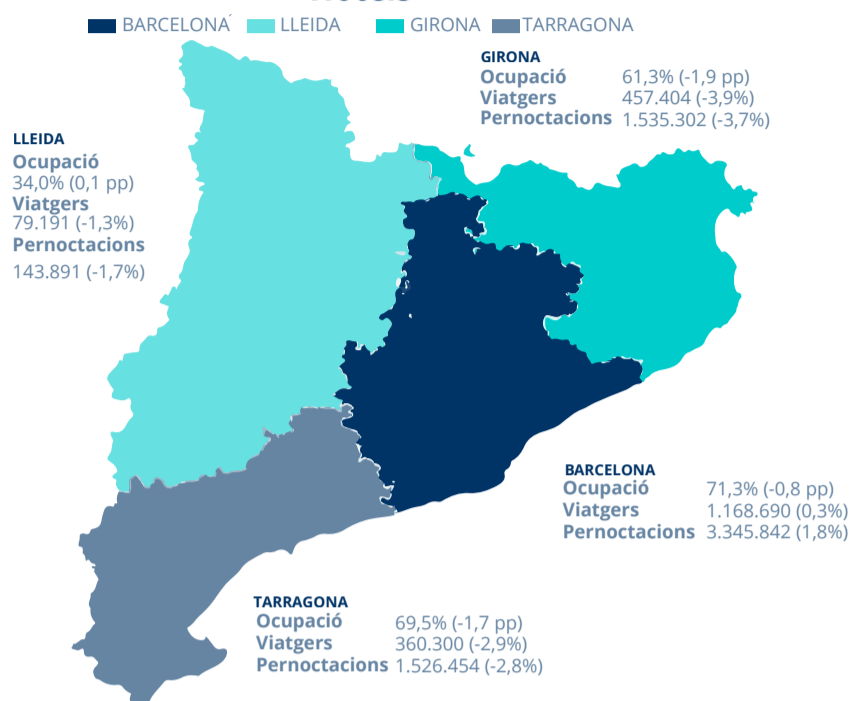 BARCELONA LLEIDA GIRONA TARRAGONA
GIRONA
Ocupació 61,3% (-1,9 pp)
Viatgers 457.404 (-3,9%)
Pernoctacions 1.535.302 (-3,7%)
LLEIDA
Ocupació
34,0% (0,1 pp)
Viatgers
79.191 (-1,3%)
Pernoctacions
143.891 (-1,7%)
BARCELONA
Ocupació 71,3% (-0,8 pp)
Viatgers 1.168.690 (0,3%)
Pernoctacions 3.345.842 (1,8%)
TARRAGONA
Ocupació 69,5% (-1,7 pp)
Viatgers 360.300 (-2,9%)
Pernoctacions 1.526.454 (-2,8%)